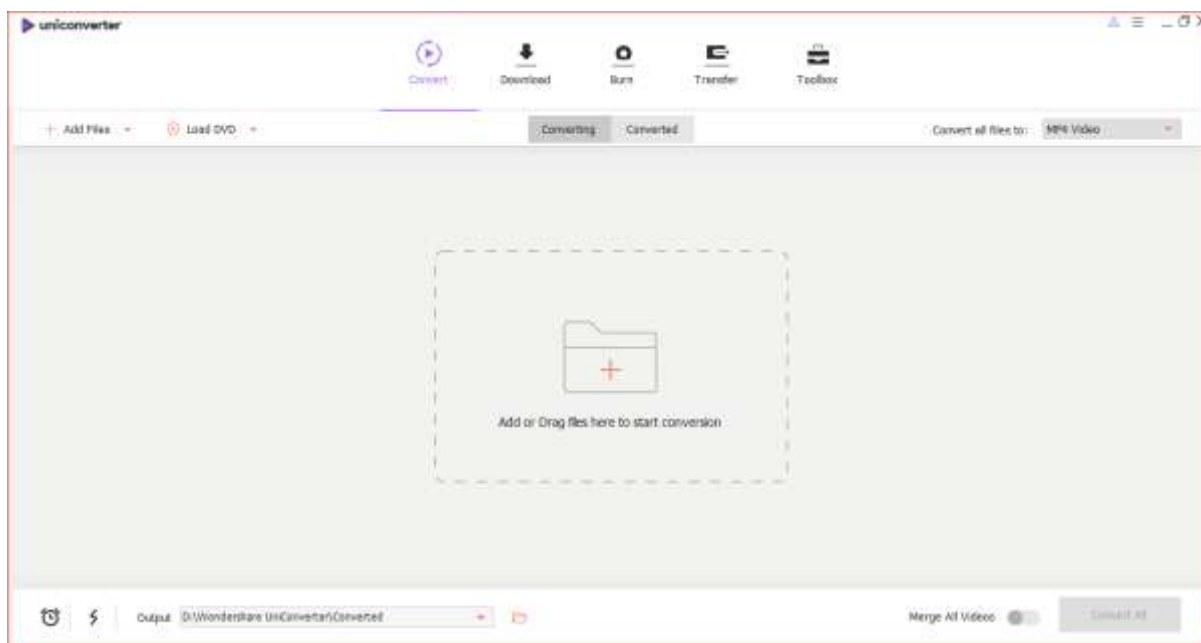 uniconverter
Convert Download Burn Transfer Toolbox
Add Files Load DVD Converting Converted Convert all files to: MP4 Video
Add or Drag files here to start conversion
Output D:\Wondershare UniConverter\Converted Merge All Videos Convert All